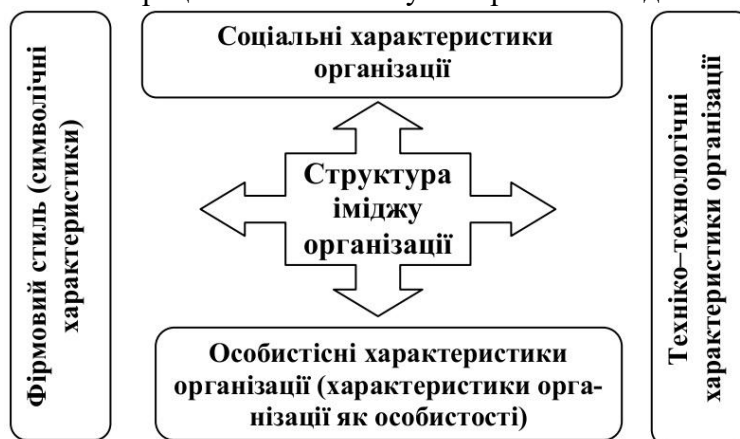 Соціальні характеристики
організації
Фірмовий стиль (символічні
характеристики)
Структура
іміджу
організації
Техніко–технологічні
характеристики організації
Особистісні характеристики
організації (характеристики орга-
нізації як особистості)